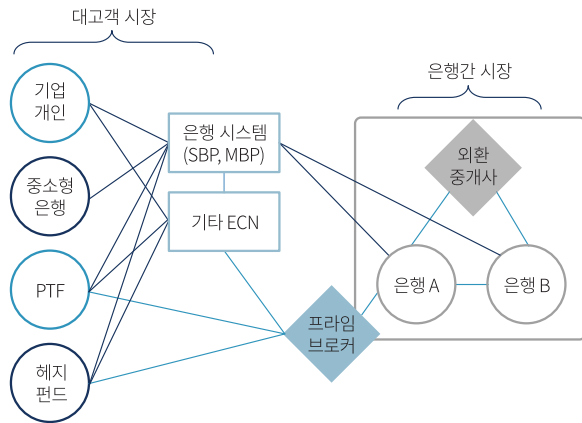 대고객 시장
은행간 시장
기업
개인
은행 시스템
(SBP, MBP)
외환
중개사
중소형
은행
기타 ECN
PTF
은행 A
은행 B
프라임
브로커
헤지
펀드